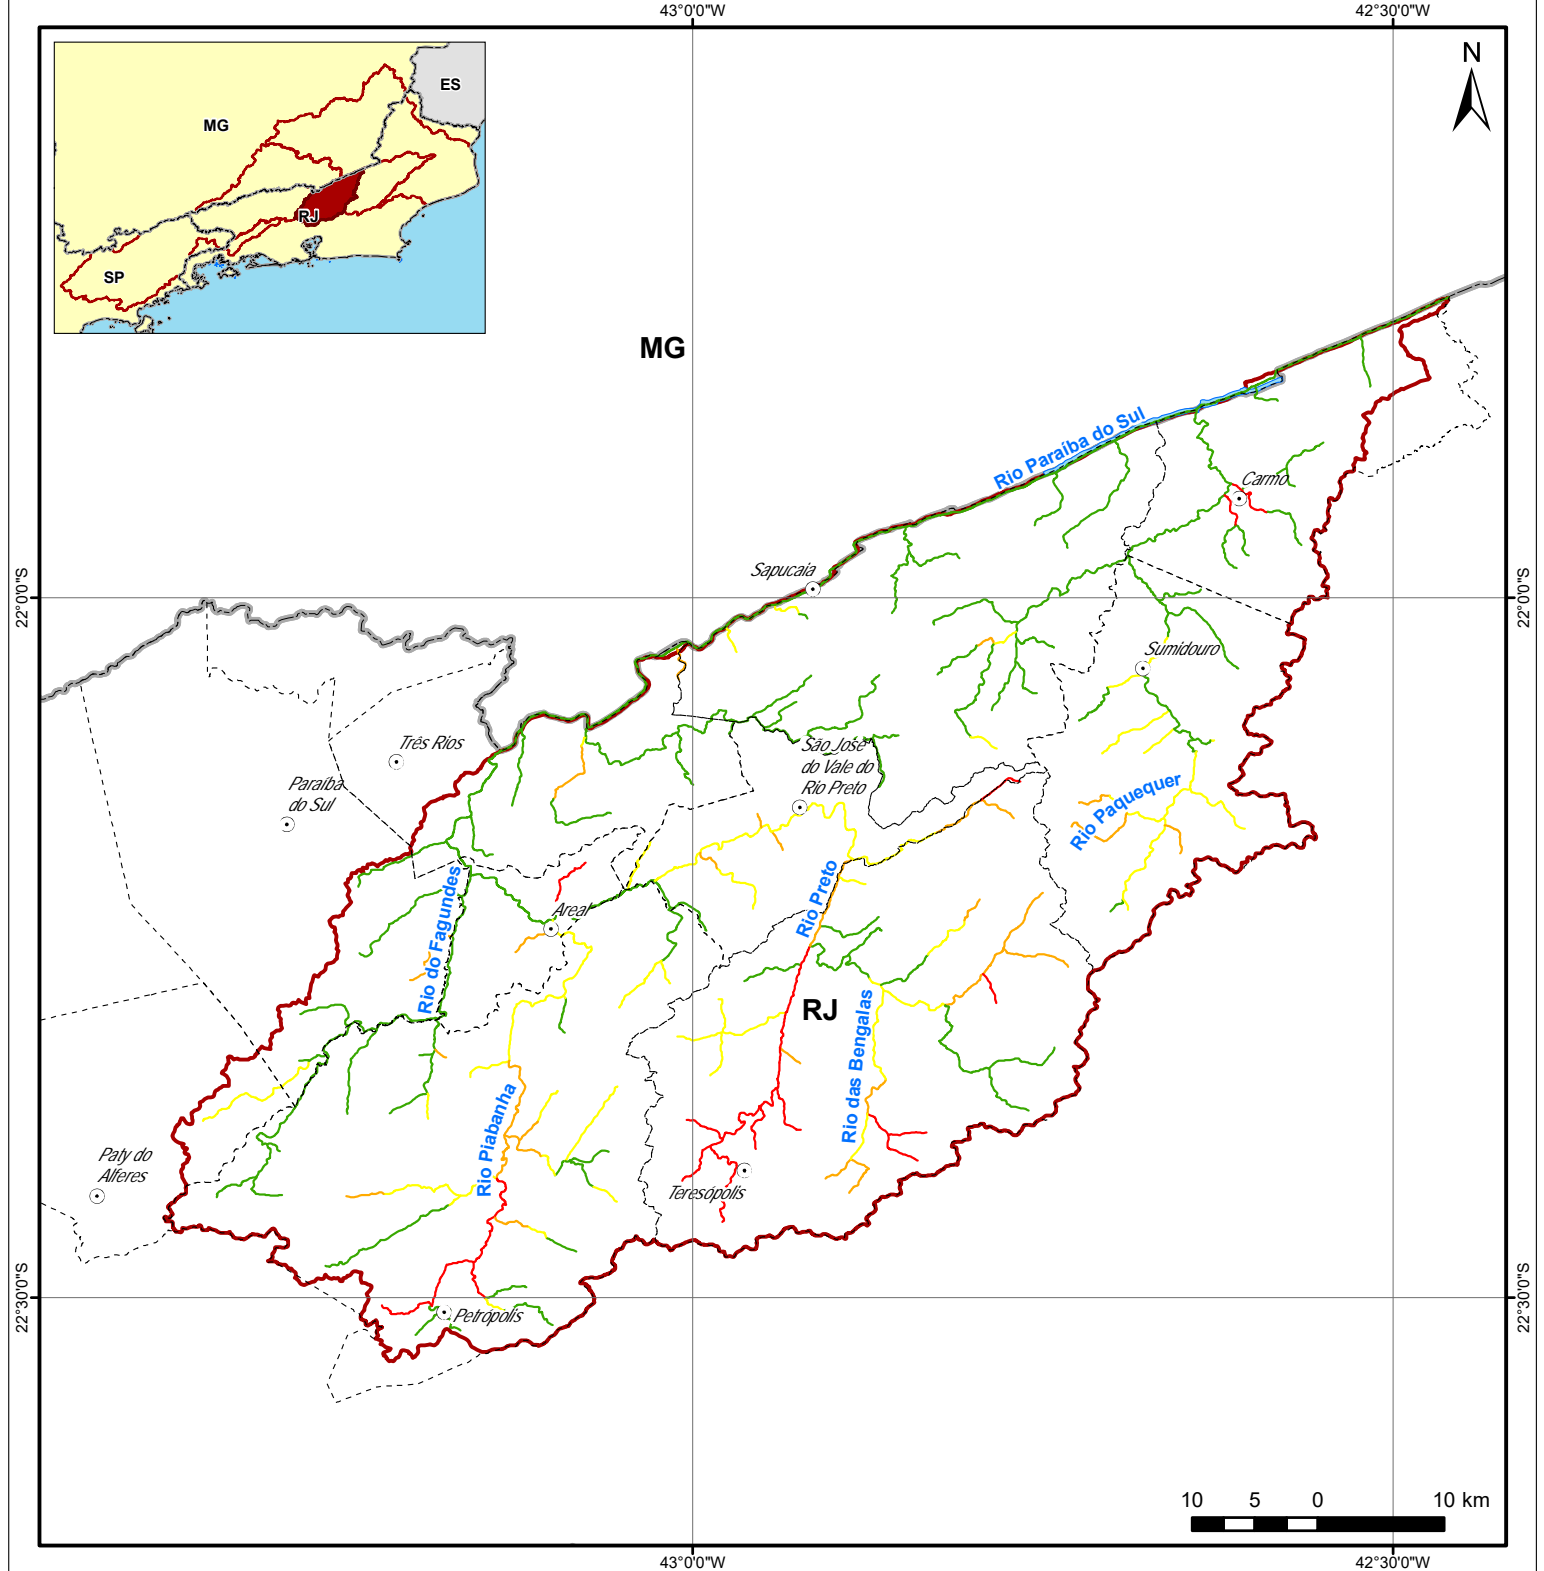 43°0'0"W
42°30'0"W
N
ES
MG
RJ
SP
MG
Rio Paraíba do Sul
Carmo
Sapucaia
22°0'0"S
22°0'0"S
Sumidouro
Três Rios
São José
do Vale do
Rio Preto
Paraíba
do Sul
Rio Paquequer
Rio do Fagundes
Areal
Rio Preto
RJ
Rio das Bengalas
Rio Piabanha
Paty do
Alferes
Teresópolis
22°30'0"S
22°30'0"S
Petrópolis
10 5 0 10 km
43°0'0"W
42°30'0"W